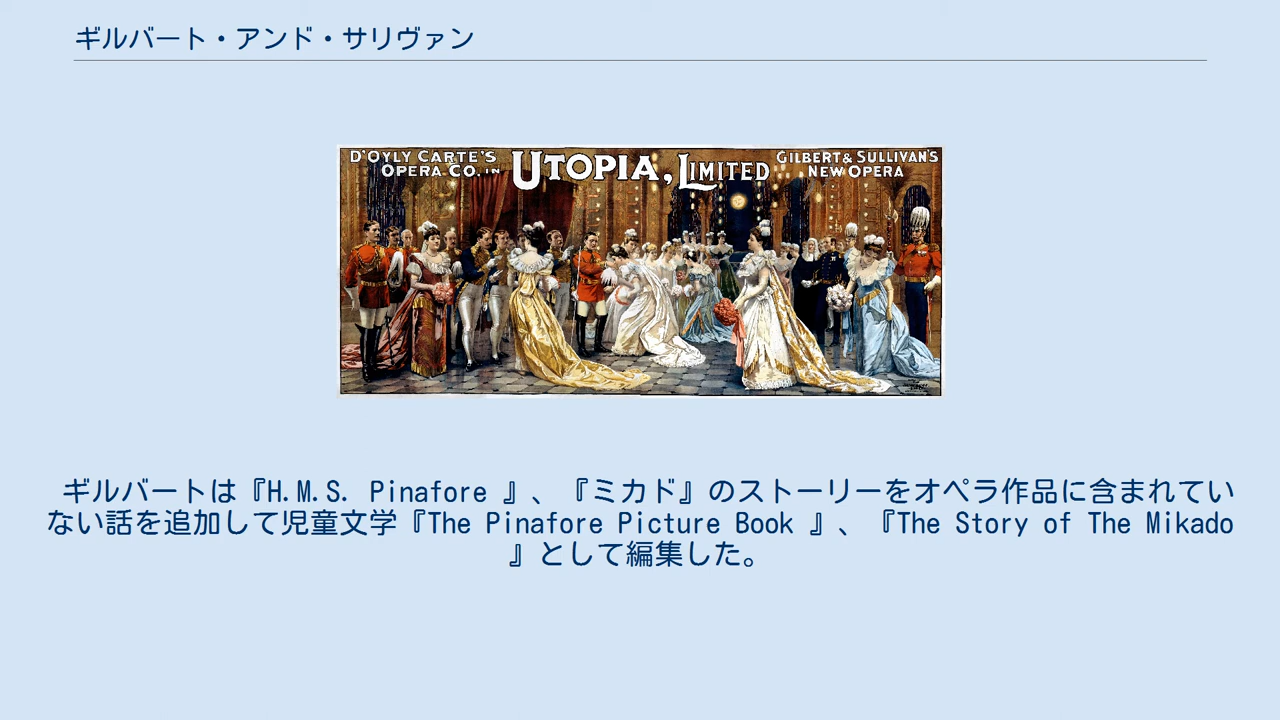 ギルバート・アンド・サリヴァン
D'OYLY CARTE'S
OPERA CO. IN
UTOPIA, LIMITED
GILBERT & SULLIVAN'S
NEW OPERA
ギルバートは『H.M.S. Pinafore 』、『ミカド』のストーリーをオペラ作品に含まれてい
ない話を追加して児童文学『The Pinafore Picture Book 』、『The Story of The Mikado
』として編集した。